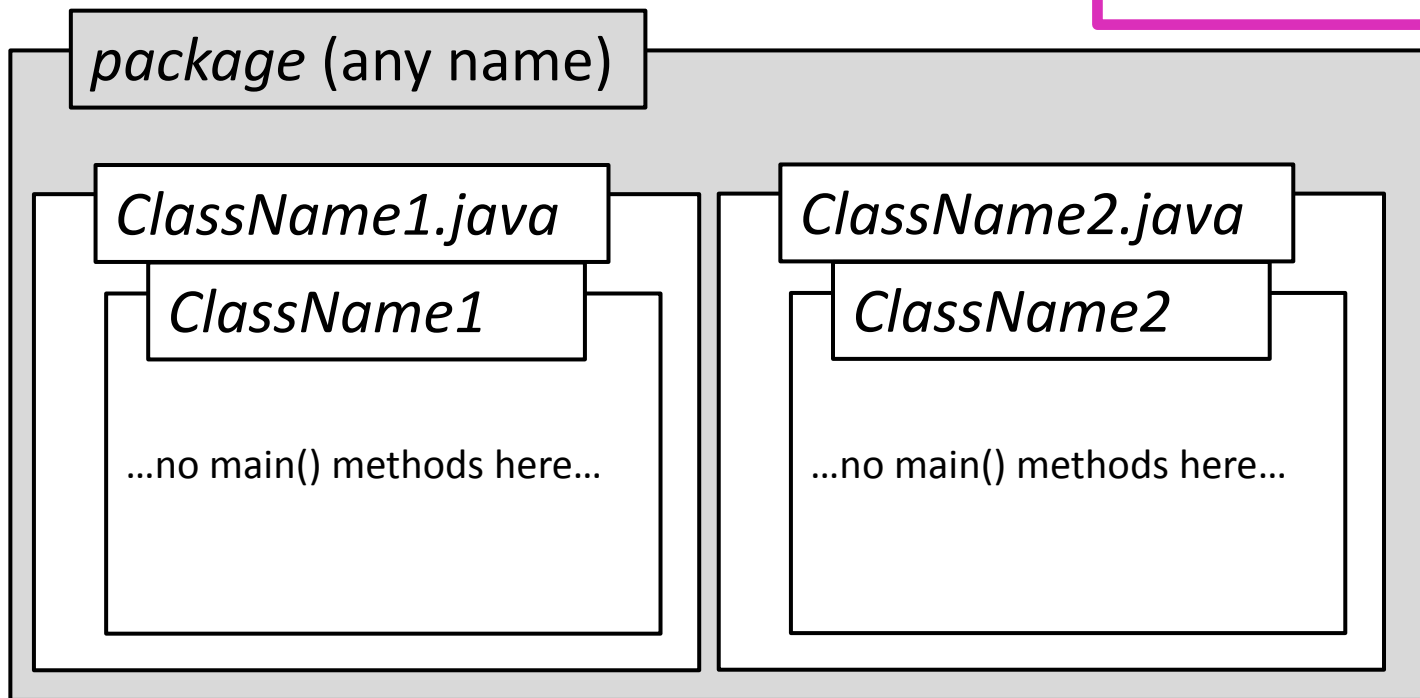 package (any name)
ClassName1.java
ClassName2.java
ClassName1
ClassName2
…no main() methods here…
…no main() methods here…